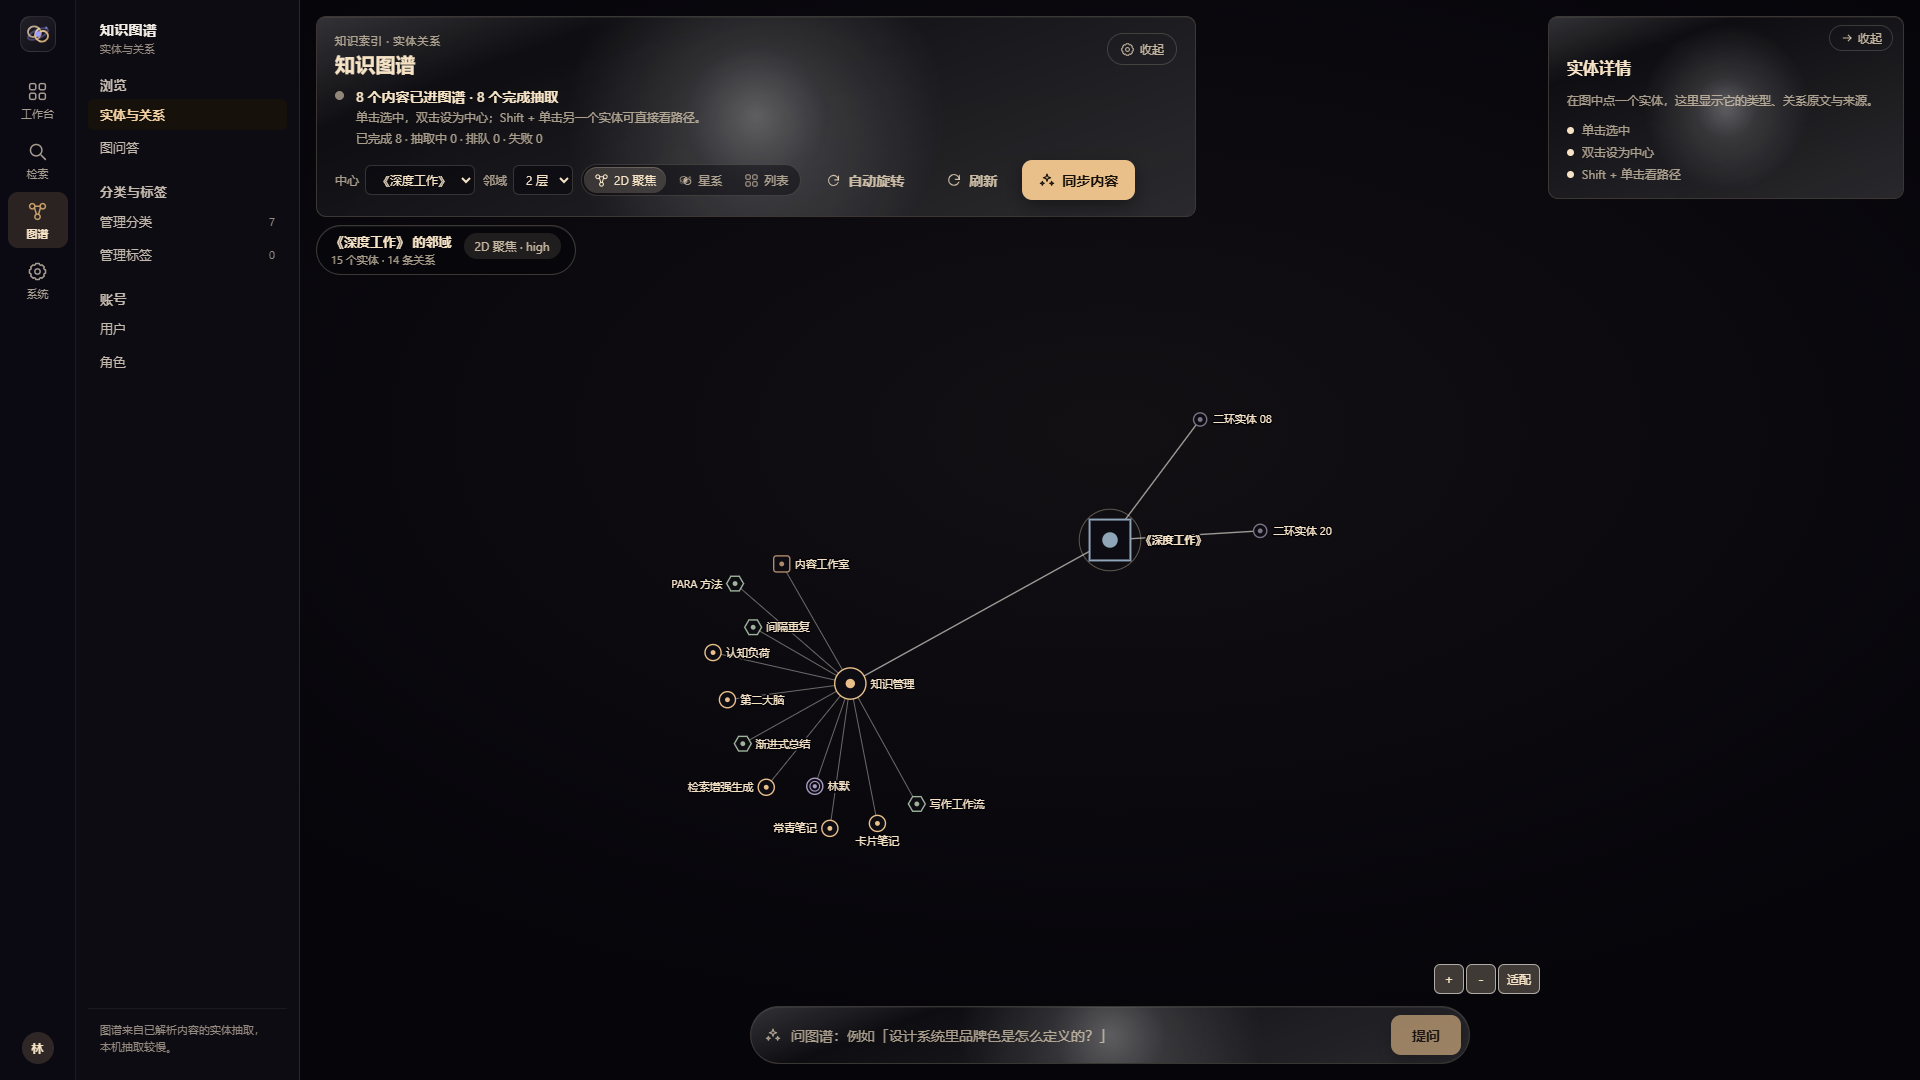 工作台
检索
图谱
系统
林
知识图谱
实体与关系
浏览
实体与关系
图问答
分类与标签
管理分类 7
管理标签 0
账号
用户
角色
图谱来自已解析内容的实体抽取，
本机抽取较慢。
知识索引 · 实体关系
知识图谱
收起
8 个内容已进图谱 · 8 个完成抽取
单击选中，双击设为中心；Shift + 单击另一个实体可直接看路径。
已完成 8 · 抽取中 0 · 排队 0 · 失败 0
中心 《深度工作》 邻域 2 层 2D 聚焦 星系 列表 自动旋转 刷新 同步内容
《深度工作》 的邻域
15 个实体 · 14 条关系
2D 聚焦 · high
收起
实体详情
在图中点一个实体，这里显示它的类型、关系原文与来源。
单击选中
双击设为中心
Shift + 单击看路径
二环实体 08
二环实体 20
《深度工作》
内容工作室
PARA 方法
间隔重复
认知负荷
知识管理
第二大脑
渐进式总结
检索增强生成
林默
写作工作流
常青笔记
卡片笔记
+ - 适配
问图谱：例如「设计系统里品牌色是怎么定义的？」
提问